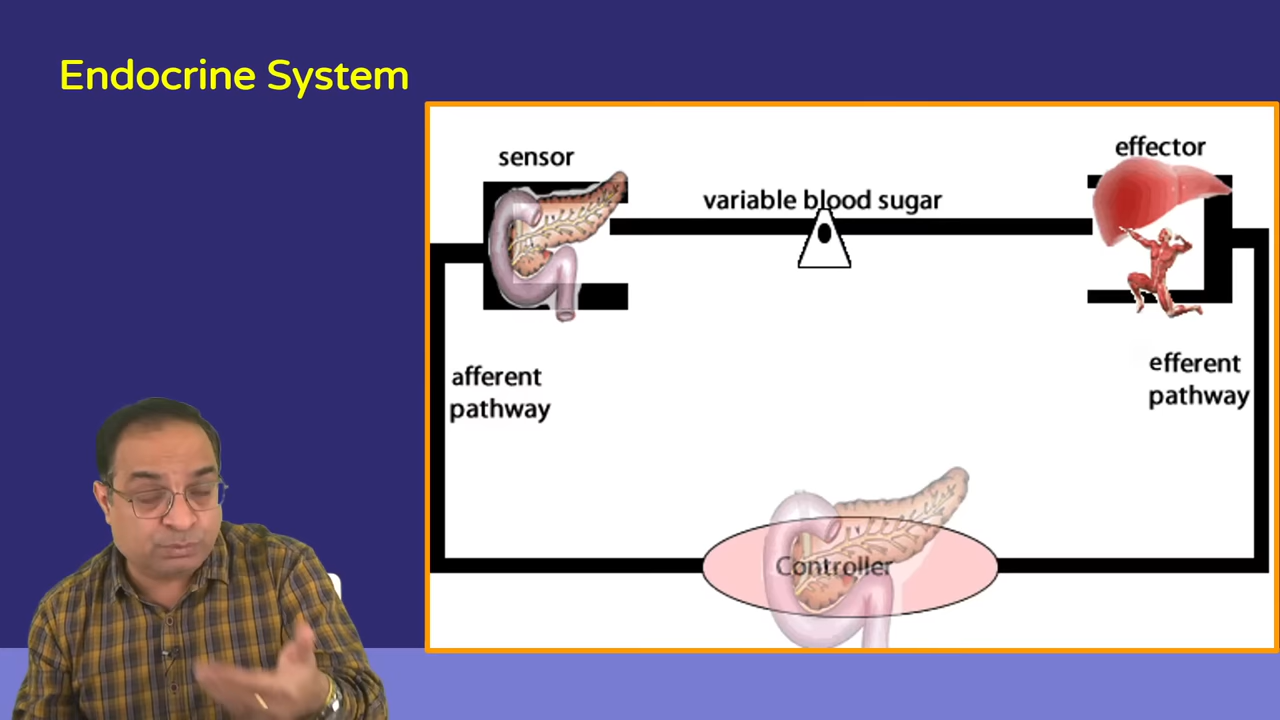 Endocrine System
sensor
effector
variable blood sugar
afferent
pathway
efferent
pathway
Controller